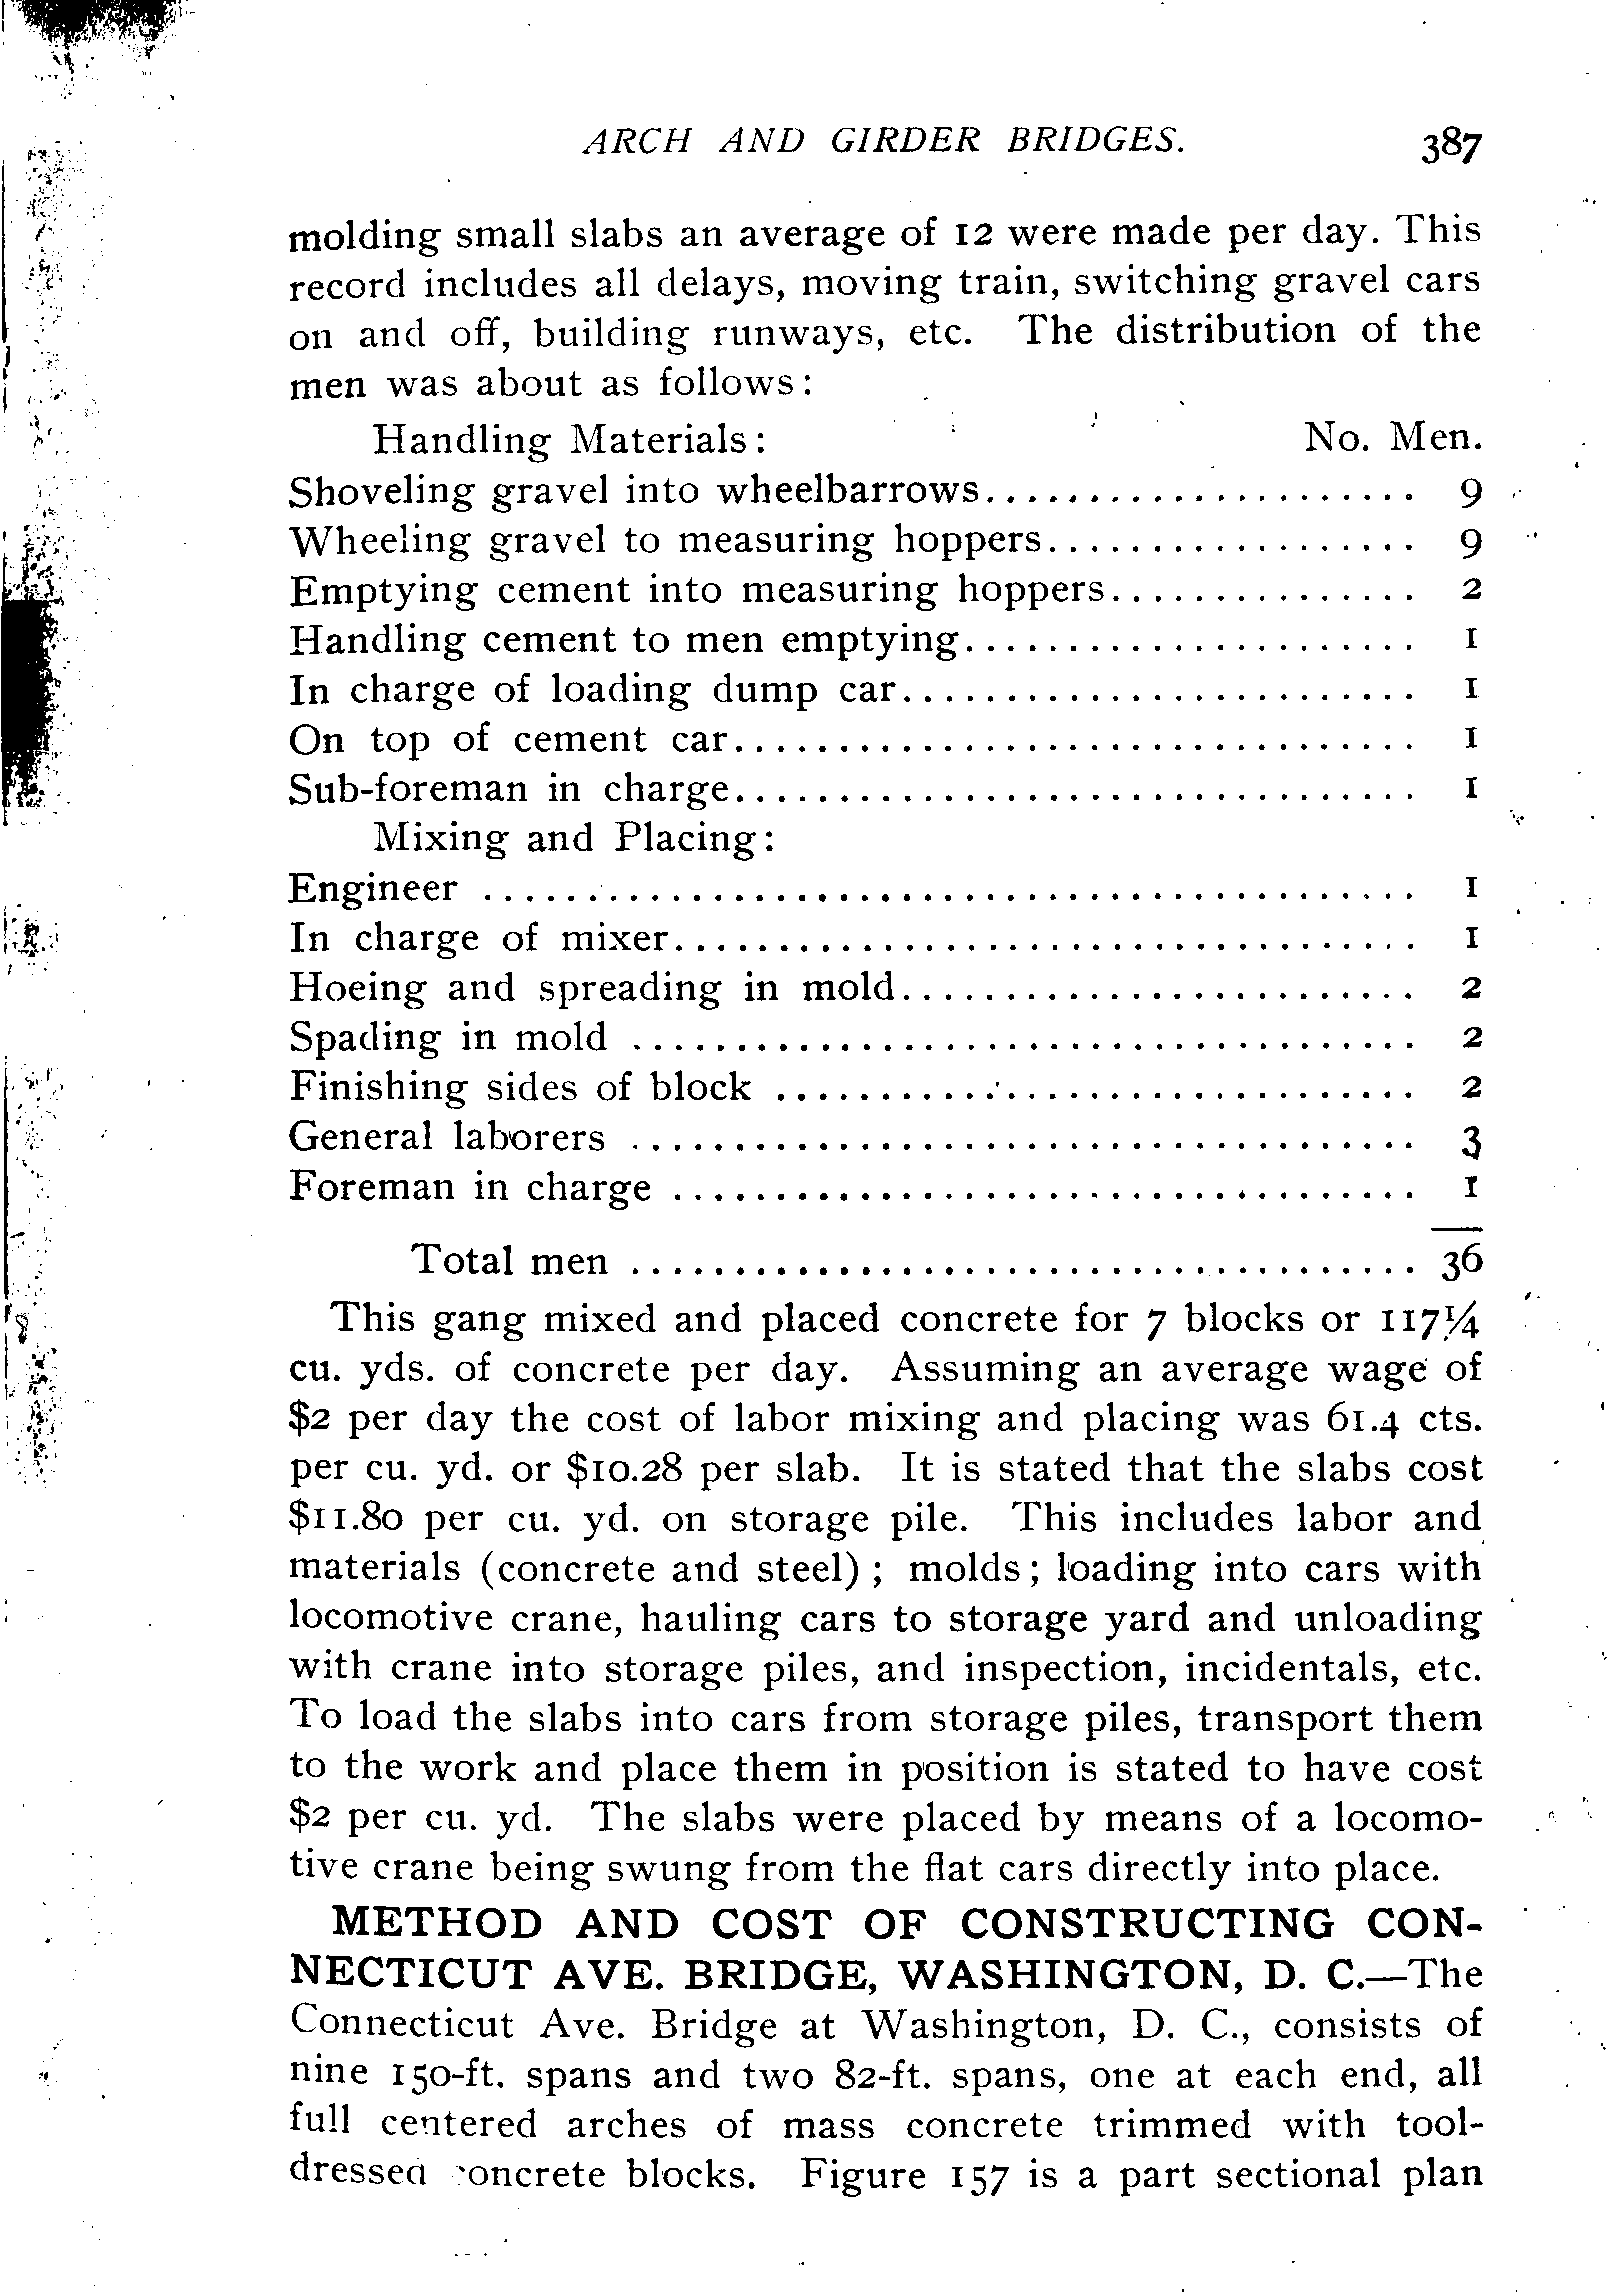 ARCH AND GIRDER BRIDGES. 387
molding small slabs an average of 12 were made per day. This
record includes all delays, moving train, switching gravel cars
on and off, building runways, etc. The distribution of the
men was about as follows:
Handling Materials: No. Men.
Shoveling gravel into wheelbarrows..................... 9
Wheeling gravel to measuring hoppers.................. 9
Emptying cement into measuring hoppers............... 2
Handling cement to men emptying...................... 1
In charge of loading dump car......................... 1
On top of cement car................................. 1
Sub-foreman in charge................................. 1
Mixing and Placing:
Engineer ............................................. 1
In charge of mixer.................................... 1
Hoeing and spreading in mold......................... 2
Spading in mold ...................................... 2
Finishing sides of block ............................... 2
General laborers ...................................... 3
Foreman in charge .................................... 1
Total men ...................................... 36
This gang mixed and placed concrete for 7 blocks or 117¼
cu. yds. of concrete per day. Assuming an average wage of
$2 per day the cost of labor mixing and placing was 61.4 cts.
per cu. yd. or $10.28 per slab. It is stated that the slabs cost
$11.80 per cu. yd. on storage pile. This includes labor and
materials (concrete and steel); molds; loading into cars with
locomotive crane, hauling cars to storage yard and unloading
with crane into storage piles, and inspection, incidentals, etc.
To load the slabs into cars from storage piles, transport them
to the work and place them in position is stated to have cost
$2 per cu. yd. The slabs were placed by means of a locomo-
tive crane being swung from the flat cars directly into place.
METHOD AND COST OF CONSTRUCTING CON-
NECTICUT AVE. BRIDGE, WASHINGTON, D. C.—The
Connecticut Ave. Bridge at Washington, D. C., consists of
nine 150-ft. spans and two 82-ft. spans, one at each end, all
full centered arches of mass concrete trimmed with tool-
dressed concrete blocks. Figure 157 is a part sectional plan